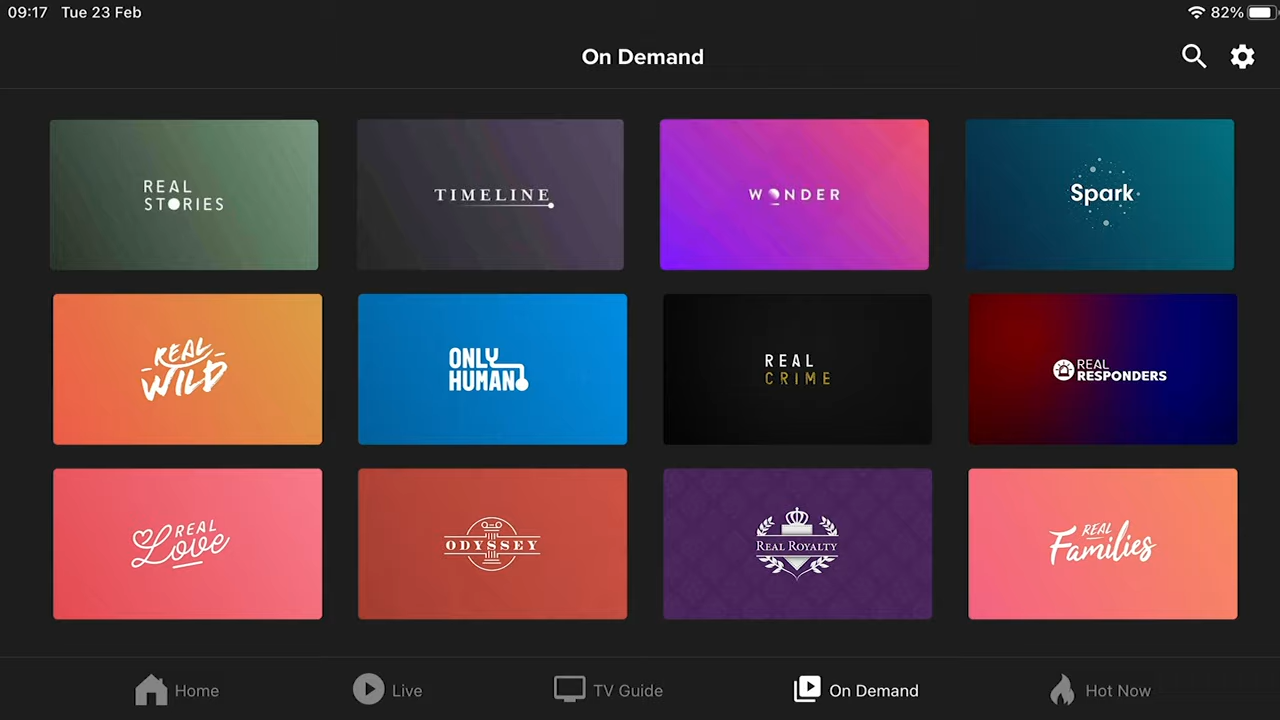 09:17 Tue 23 Feb
82%
On Demand
REAL
STORIES
TIMELINE
WONDER
Spark
REAL
WILD
ONLY
HUMAN
REAL
CRIME
REAL
RESPONDERS
REAL
Love
ODYSSEY
REAL ROYALTY
REAL
Families
Home
Live
TV Guide
On Demand
Hot Now